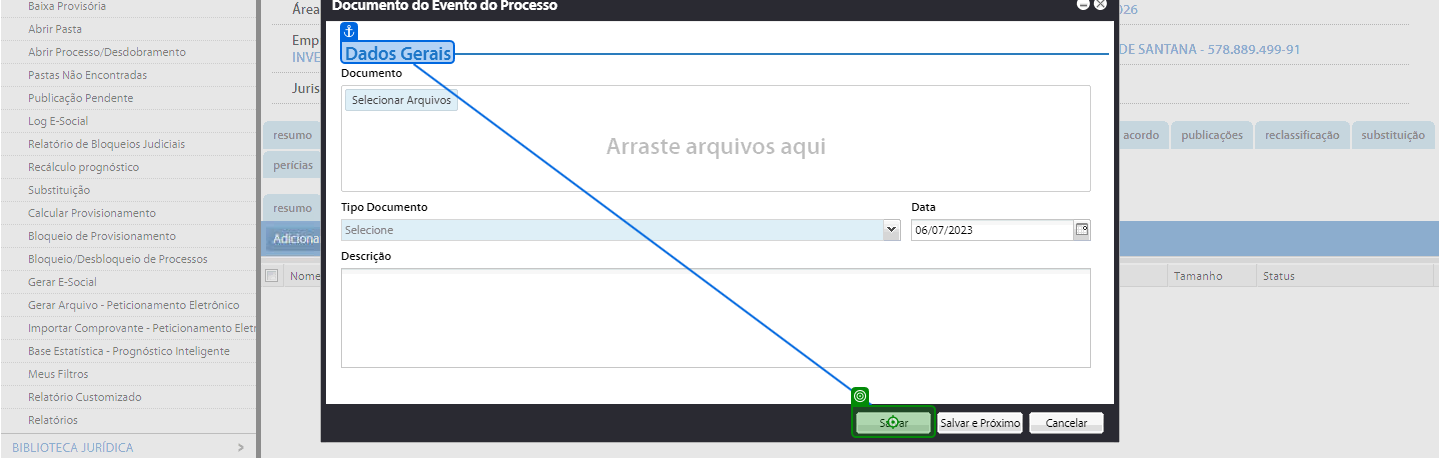 Baixa Provisória
Abrir Pasta
Abrir Processo/Desdobramento
Pastas Não Encontradas
Publicação Pendente
Log E-Social
Relatório de Bloqueios Judiciais
Recálculo prognóstico
Substituição
Calcular Provisionamento
Bloqueio de Provisionamento
Bloqueio/Desbloqueio de Processos
Gerar E-Social
Gerar Arquivo - Peticionamento Eletrônico
Importar Comprovante - Peticionamento Eletr
Base Estatística - Prognóstico Inteligente
Meus Filtros
Relatório Customizado
Relatórios
BIBLIOTECA JURÍDICA >
Área
026
Emp
INVE
DE SANTANA - 578.889.499-91
Juris
resumo
acordo publicações reclassificação substituição
perícias
resumo
Adiciona
Nome
Tamanho Status
Documento do Evento do Processo
Dados Gerais
Documento
Selecionar Arquivos
Arraste arquivos aqui
Tipo Documento Data
Selecione 06/07/2023
Descrição
Salvar Salvar e Próximo Cancelar